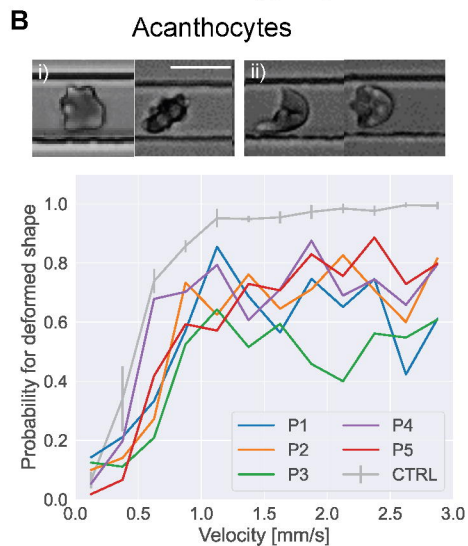 B
Acanthocytes
i)
ii)
Probability for deformed shape
1.0
0.8
0.6
0.4
0.2
0.0
P1
P4
P2
P5
P3
CTRL
0.0 0.5 1.0 1.5 2.0 2.5 3.0
Velocity [mm/s]